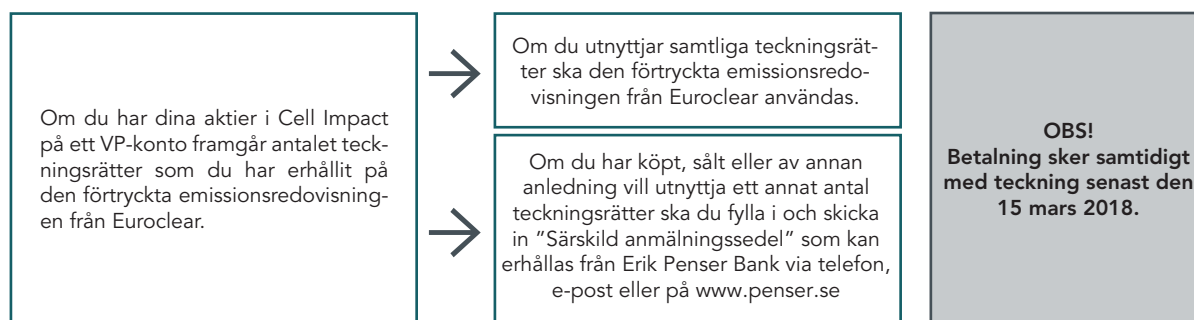 Om du har dina aktier i Cell Impact
på ett VP-konto framgår antalet teck-
ningsrätter som du har erhållit på
den förtryckta emissionsredovisning-
en från Euroclear.
Om du utnyttjar samtliga teckningsrät-
ter ska den förtryckta emissionsredo-
visningen från Euroclear användas.
Om du har köpt, sålt eller av annan
anledning vill utnyttja ett annat antal
teckningsrätter ska du fylla i och skicka
in ”Särskild anmälningssedel” som kan
erhållas från Erik Penser Bank via telefon,
e-post eller på www.penser.se
OBS!
Betalning sker samtidigt
med teckning senast den
15 mars 2018.